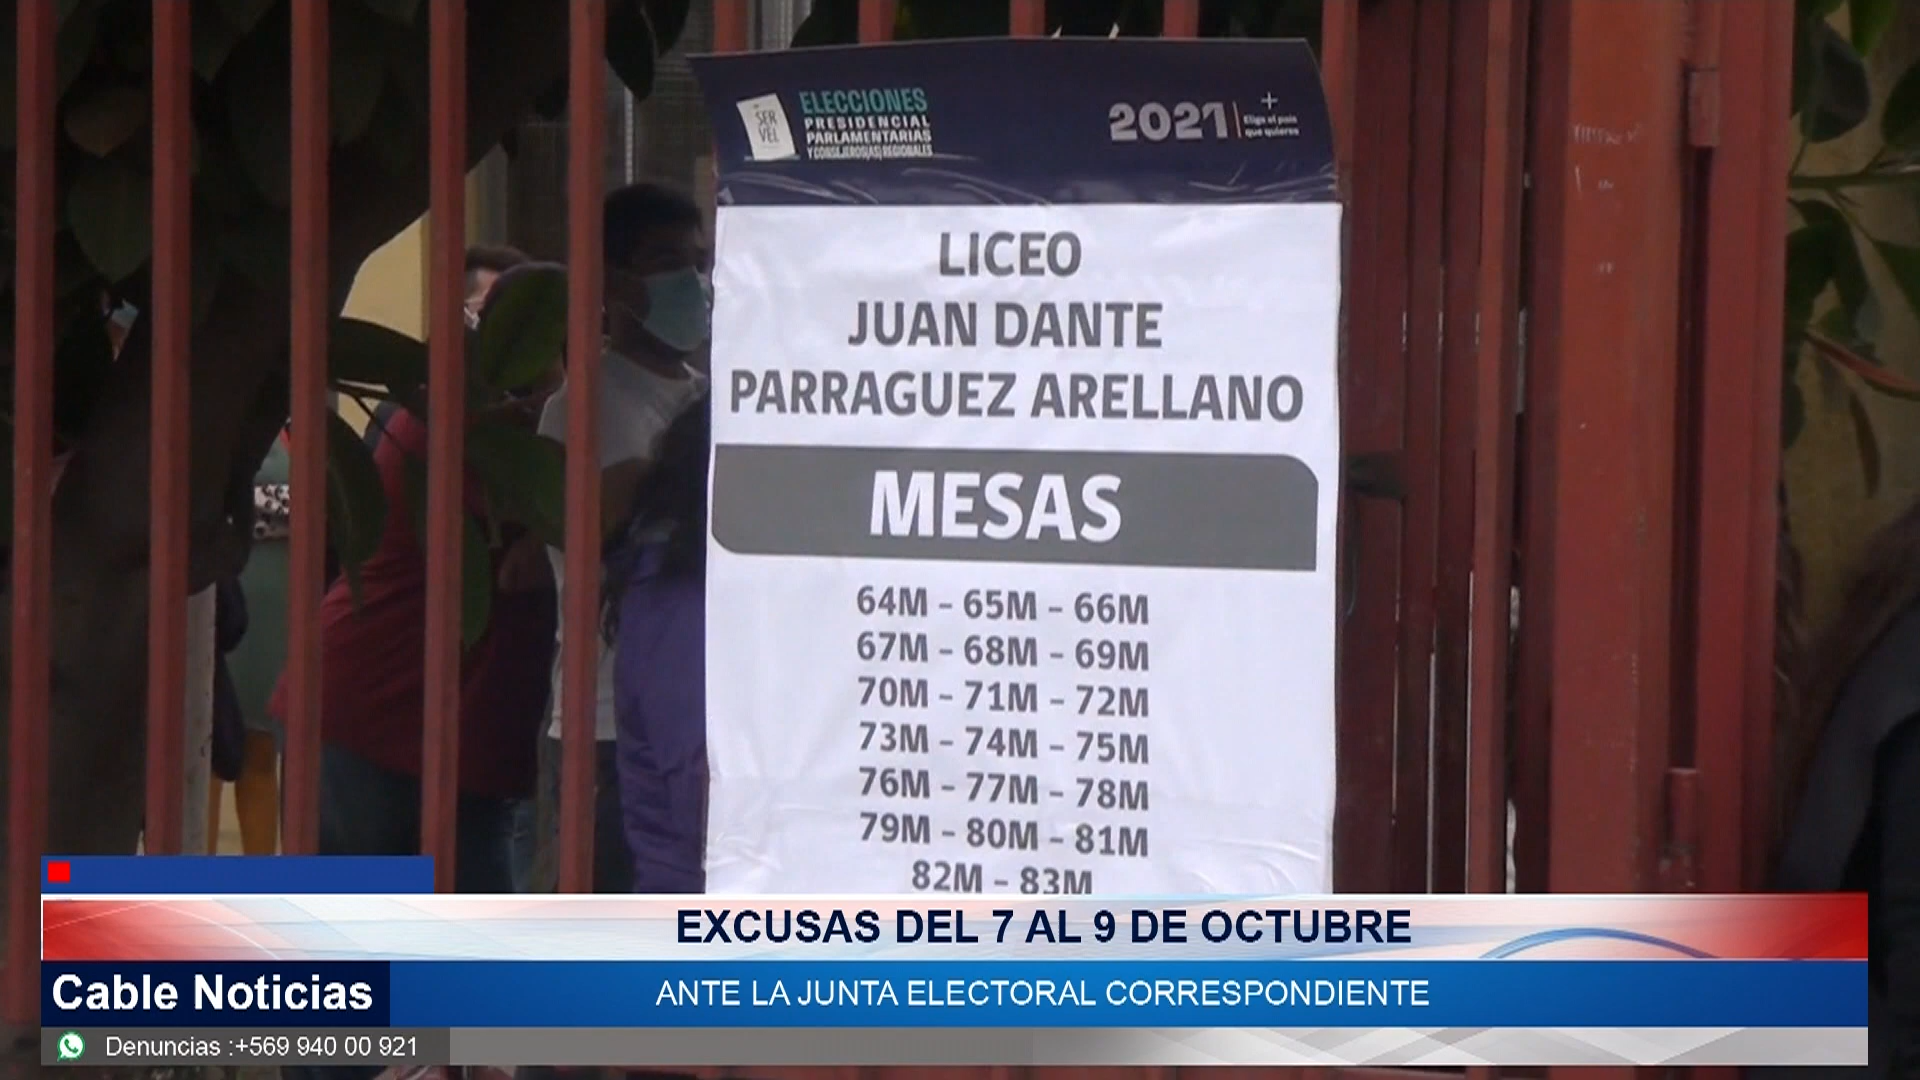 SER
VEL
ELECCIONES
PRESIDENCIAL
PARLAMENTARIAS
Y CONSEJEROS(AS) REGIONALES
2021
+
Elige el país
que quieres
LICEO
JUAN DANTE
PARRAGUEZ ARELLANO
MESAS
64M - 65M - 66M
67M - 68M - 69M
70M - 71M - 72M
73M - 74M - 75M
76M - 77M - 78M
79M - 80M - 81M
82M - 83M
EXCUSAS DEL 7 AL 9 DE OCTUBRE
Cable Noticias
ANTE LA JUNTA ELECTORAL CORRESPONDIENTE
Denuncias :+569 940 00 921